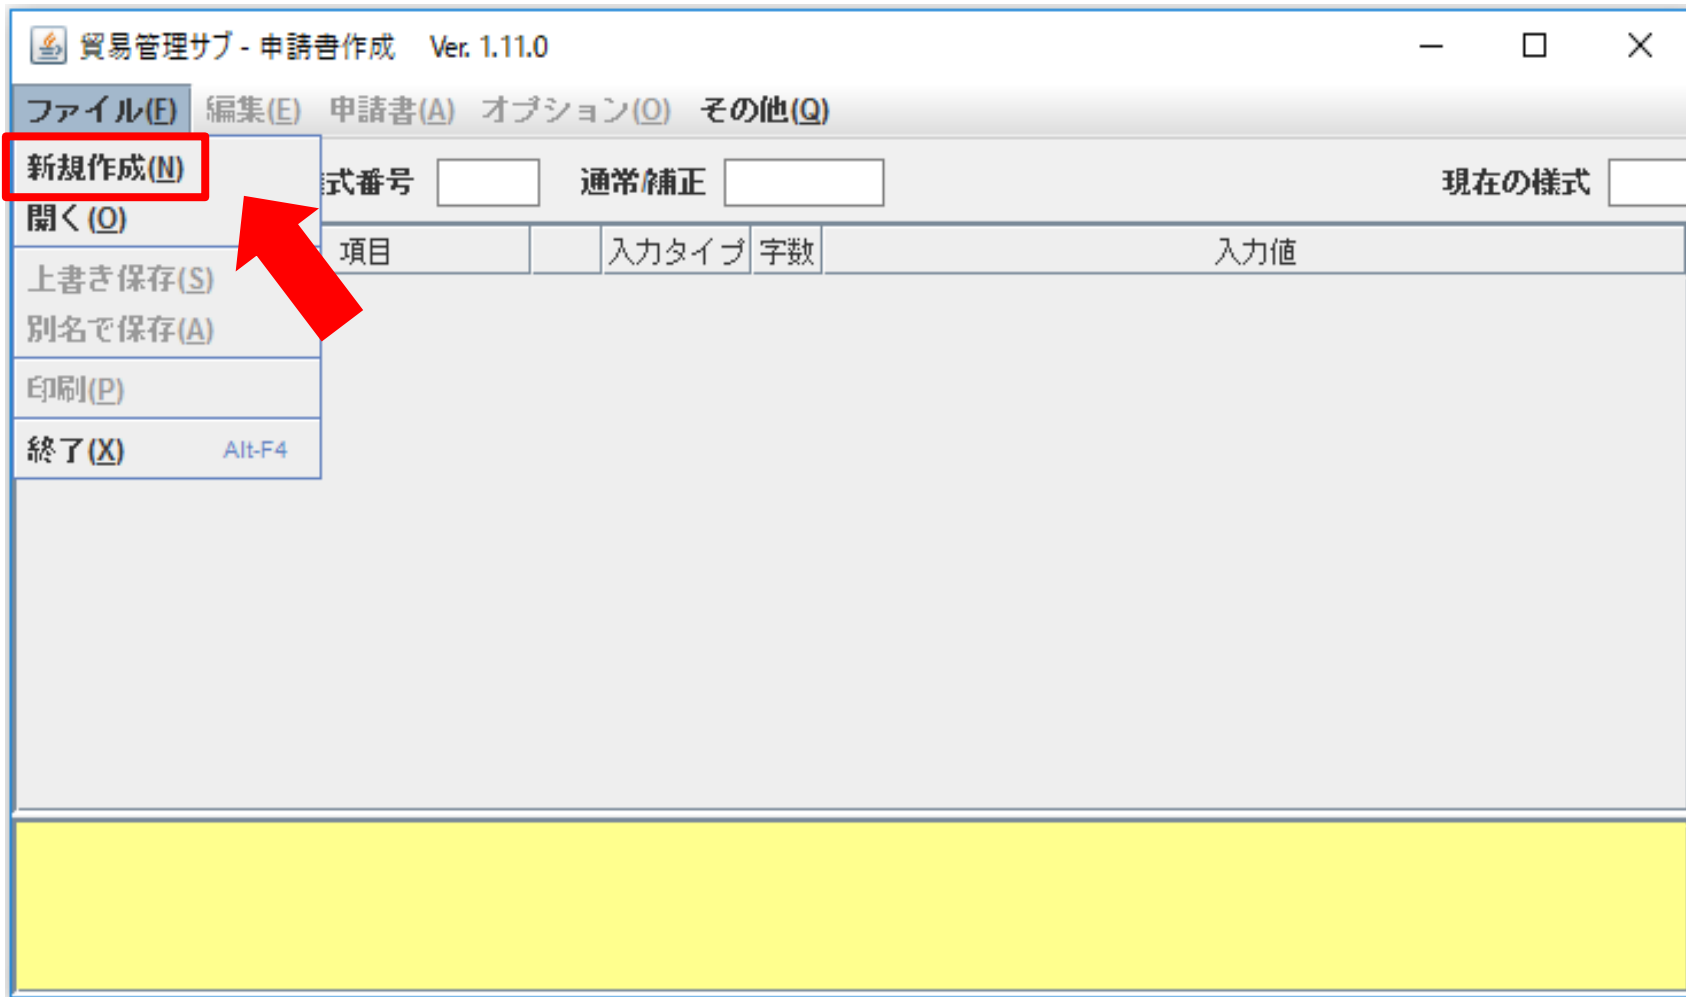 貿易管理サブ - 申請書作成 Ver. 1.11.0
ファイル(F) 編集(E) 申請書(A) オプション(O) その他(Q)
新規作成(N)
式番号 通常/補正 現在の様式
開く(O)
項目 入力タイプ 字数 入力値
上書き保存(S)
別名で保存(A)
印刷(P)
終了(X) Alt-F4